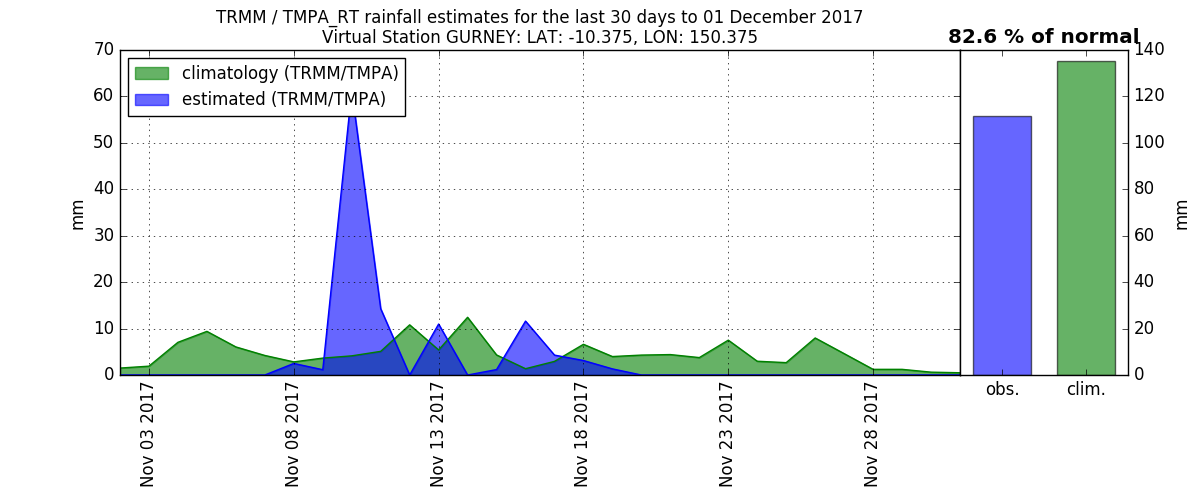 TRMM / TMPA_RT rainfall estimates for the last 30 days to 01 December 2017
Virtual Station GURNEY: LAT: -10.375, LON: 150.375
82.6 % of normal
climatology (TRMM/TMPA)
estimated (TRMM/TMPA)
70
60
50
40
30
20
10
0
mm
Nov 03 2017
Nov 08 2017
Nov 13 2017
Nov 18 2017
Nov 23 2017
Nov 28 2017
obs.
clim.
140
120
100
80
60
40
20
0
mm